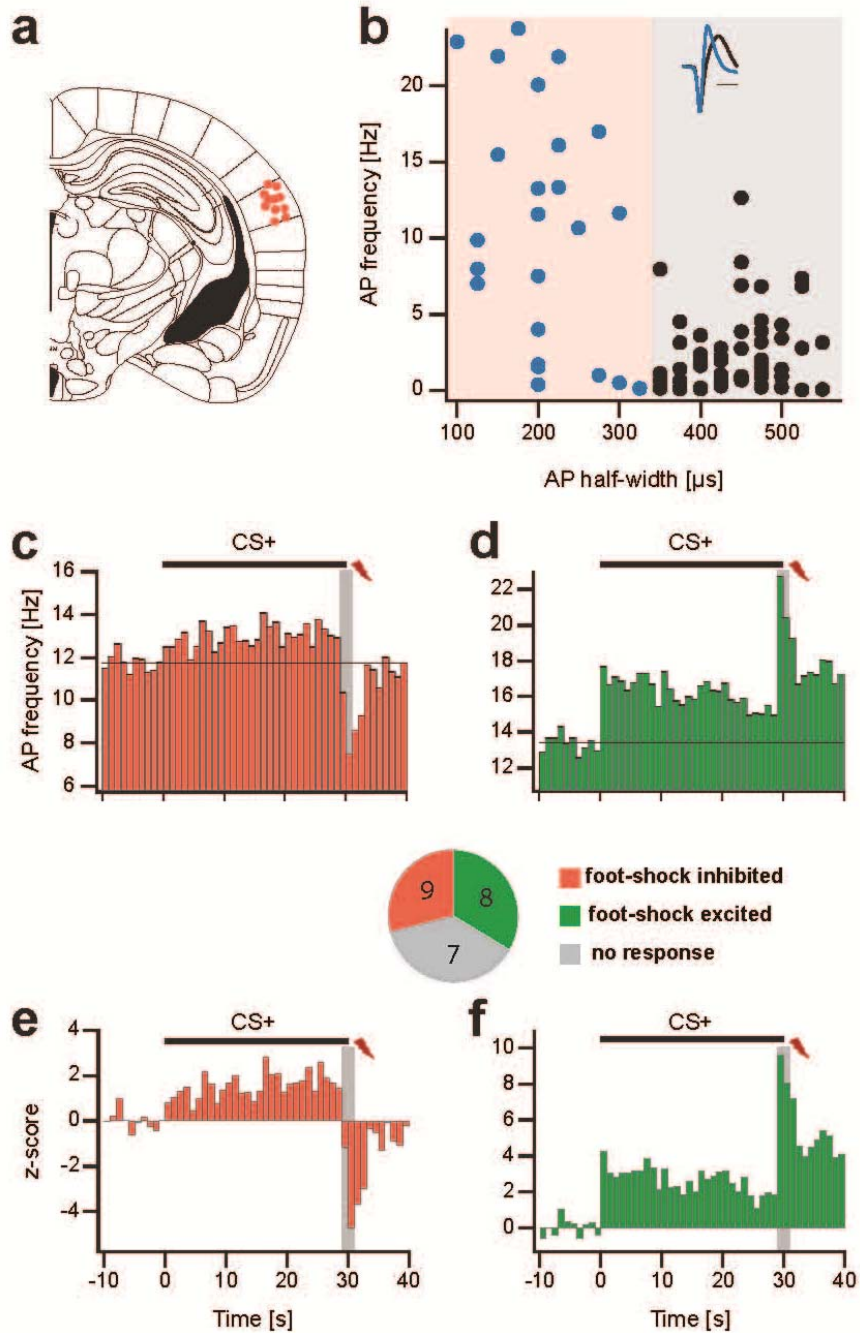 a
b
AP frequency [Hz]
20
15
10
5
0
100 200 300 400 500
AP half-width [µs]
c
CS+
AP frequency [Hz]
16
14
12
10
8
6
d
CS+
22
20
18
16
14
12
9
8
7
foot-shock inhibited
foot-shock excited
no response
e
CS+
z-score
4
2
0
-2
-4
-10 0 10 20 30 40
Time [s]
f
CS+
10
8
6
4
2
0
-10 0 10 20 30 40
Time [s]